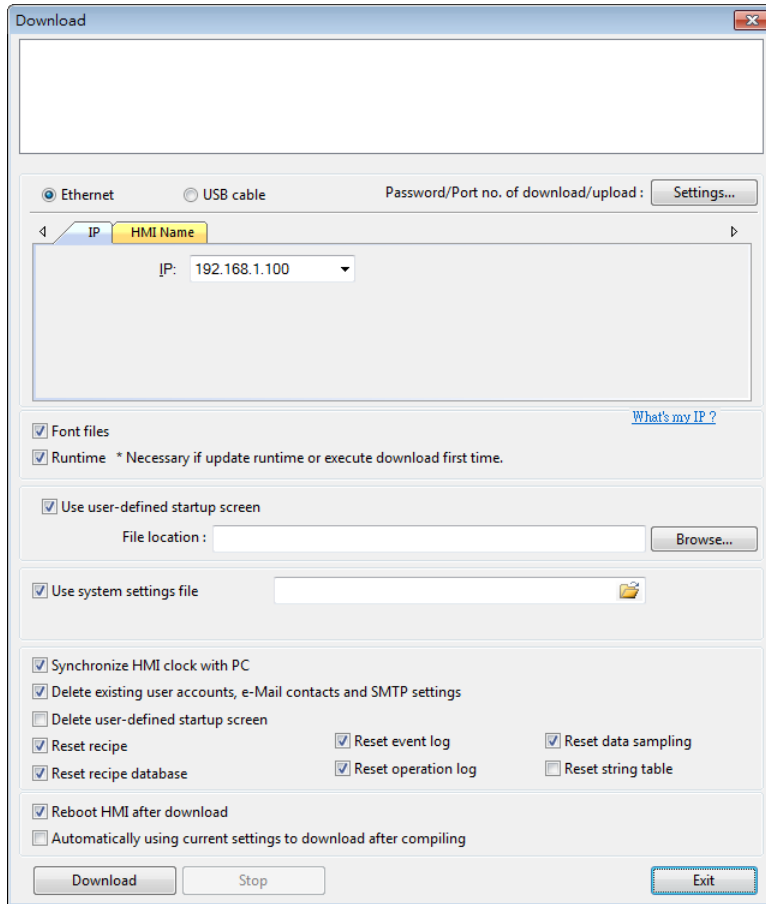 Download
Ethernet USB cable Password/Port no. of download/upload : Settings...
IP HMI Name
IP: 192.168.1.100
What's my IP ?
Font files
Runtime * Necessary if update runtime or execute download first time.
Use user-defined startup screen
File location : Browse...
Use system settings file
Synchronize HMI clock with PC
Delete existing user accounts, e-Mail contacts and SMTP settings
Delete user-defined startup screen
Reset recipe Reset event log Reset data sampling
Reset recipe database Reset operation log Reset string table
Reboot HMI after download
Automatically using current settings to download after compiling
Download Stop Exit